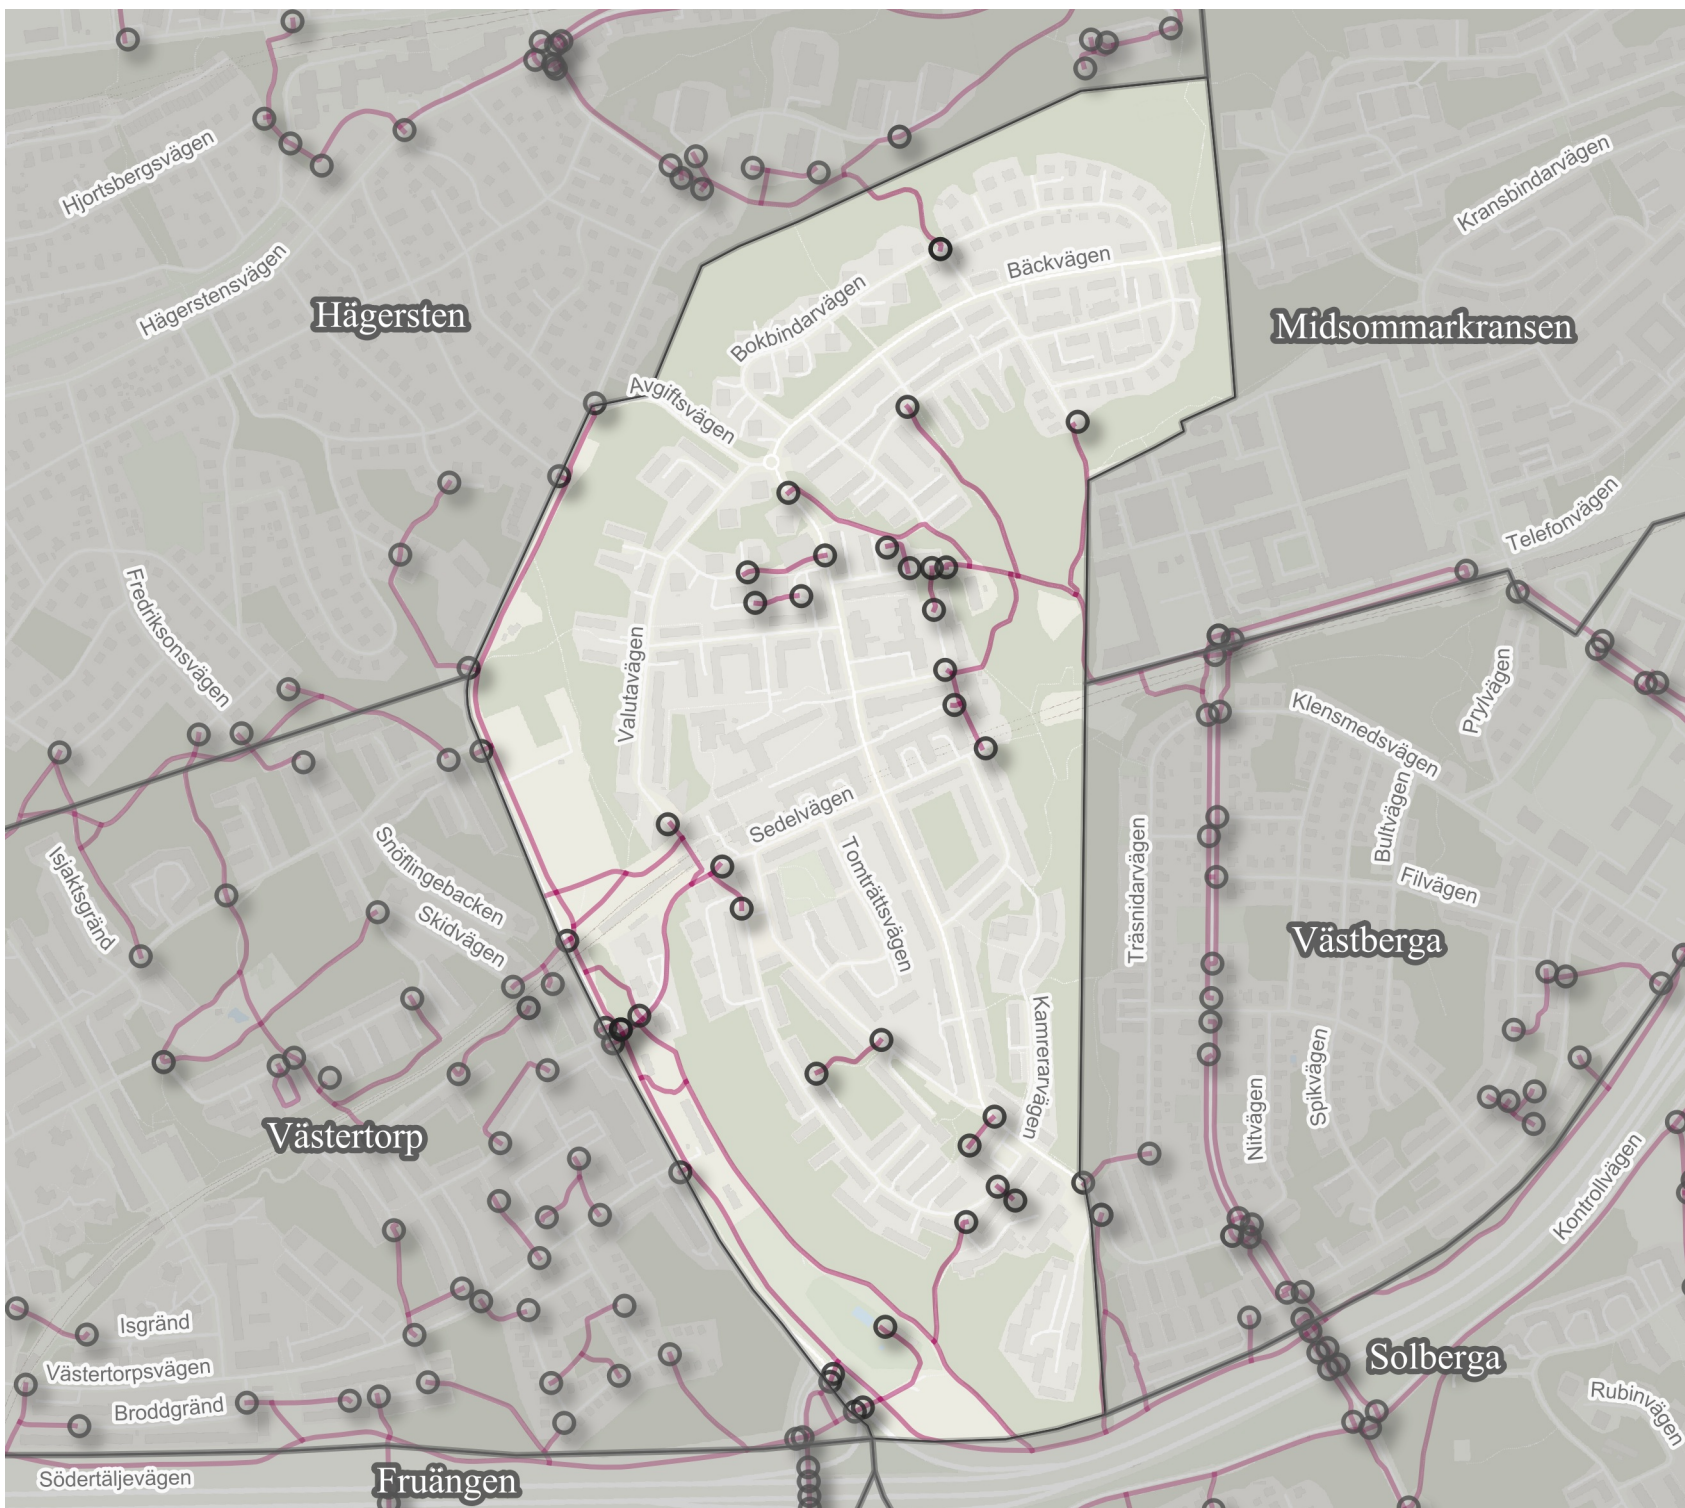 Hjortsbergsvägen
Kransbindarvägen
Hägerstensvägen
Bäckvägen
Hägersten
Bokbindarvägen
Midsommarkransen
Avgiftsvägen
Telefonvägen
Fredriksonsvägen
Valutavägen
Prylvägen
Klensmedsvägen
Bultvägen
Sedelvägen
Snöflingebacken
Tomträttsvägen
Träsnidarvägen
Filvägen
Isjaktsgränd
Skidvägen
Västberga
Kamrerarvägen
Spikvägen
Nitvägen
Västertorp
Kontrollvägen
Isgränd
Solberga
Västertorpsvägen
Broddgränd
Rubinvägen
Södertäljevägen
Fruängen